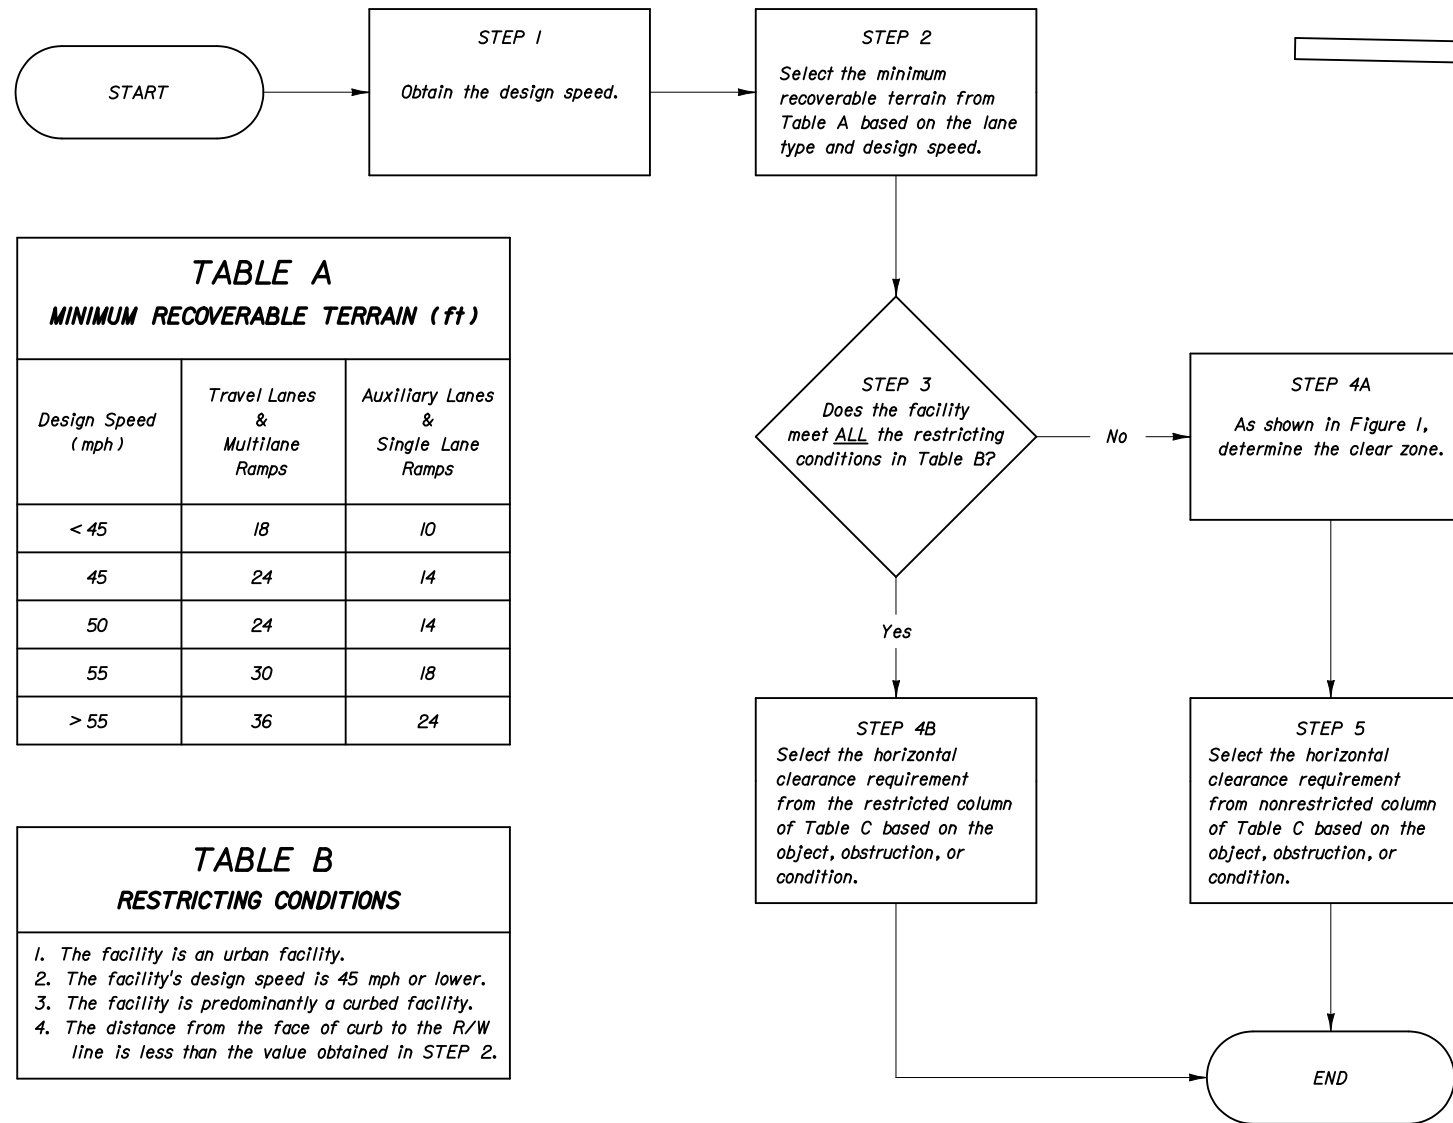 START
STEP 1
Obtain the design speed.
STEP 2
Select the minimum
recoverable terrain from
Table A based on the lane
type and design speed.
TABLE A
MINIMUM RECOVERABLE TERRAIN (ft)
Design Speed
(mph)
Travel Lanes
&
Multilane
Ramps
Auxiliary Lanes
&
Single Lane
Ramps
< 45 18 10
45 24 14
50 24 14
55 30 18
> 55 36 24
STEP 3
Does the facility
meet ALL the restricting
conditions in Table B?
No
Yes
STEP 4A
As shown in Figure 1,
determine the clear zone.
STEP 4B
Select the horizontal
clearance requirement
from the restricted column
of Table C based on the
object, obstruction, or
condition.
STEP 5
Select the horizontal
clearance requirement
from nonrestricted column
of Table C based on the
object, obstruction, or
condition.
TABLE B
RESTRICTING CONDITIONS
1. The facility is an urban facility.
2. The facility's design speed is 45 mph or lower.
3. The facility is predominantly a curbed facility.
4. The distance from the face of curb to the R/W
line is less than the value obtained in STEP 2.
END